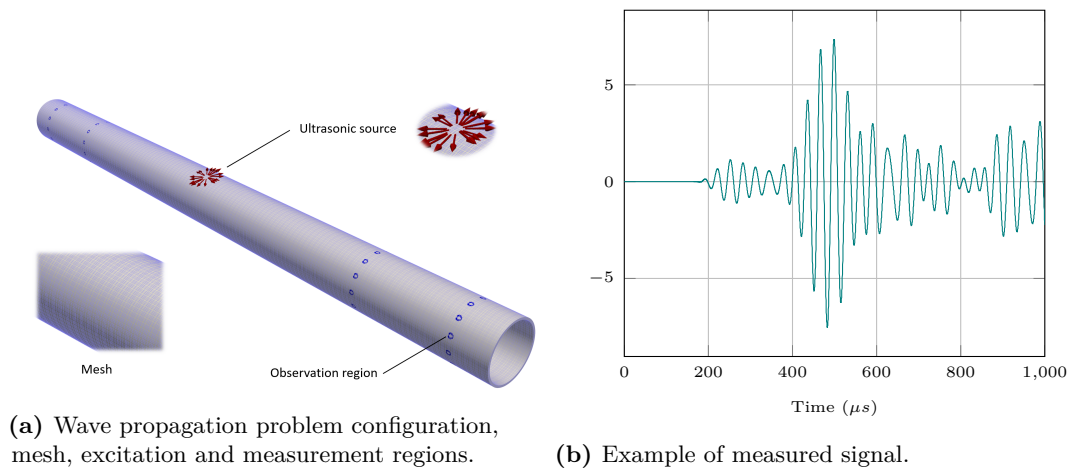 Ultrasonic source
Mesh
Observation region
(a) Wave propagation problem configuration,
mesh, excitation and measurement regions.
5
0
−5
0 200 400 600 800 1,000
Time (μs)
(b) Example of measured signal.